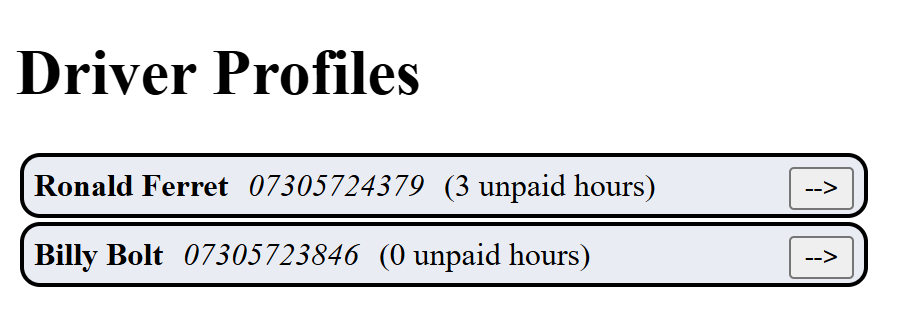 Driver Profiles
Ronald Ferret 07305724379 (3 unpaid hours) -->
Billy Bolt 07305723846 (0 unpaid hours) -->